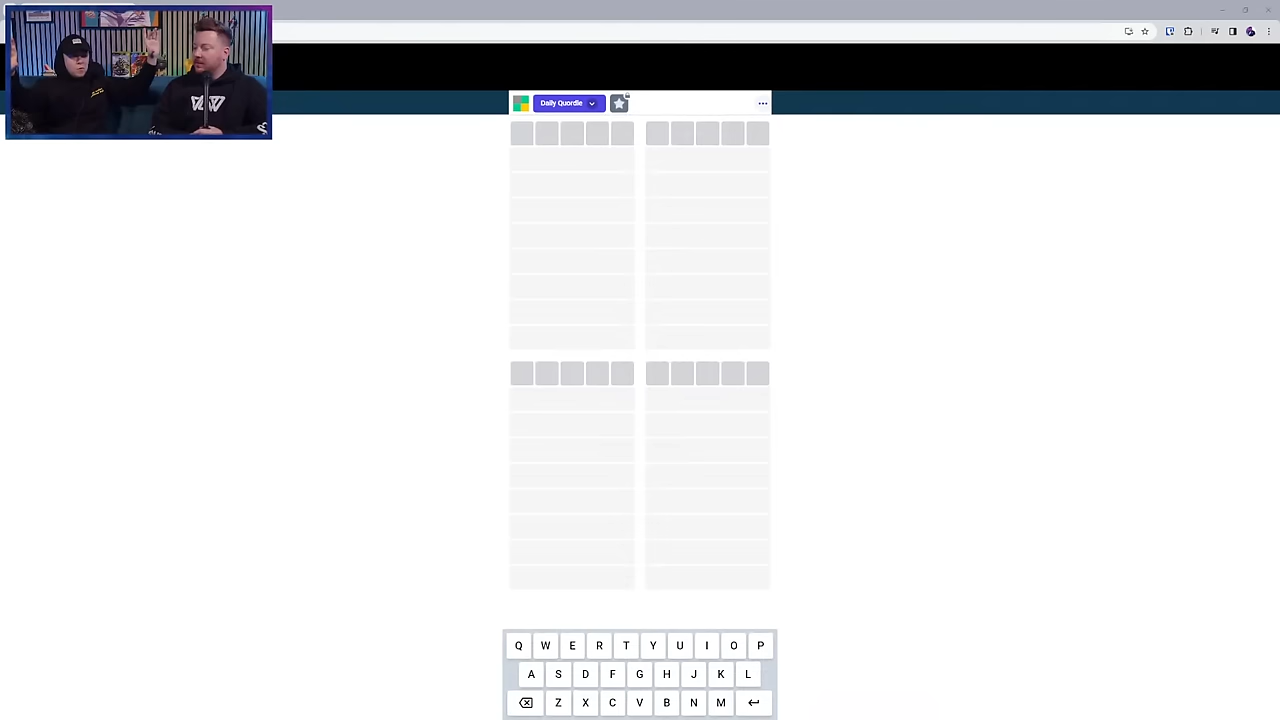 Daily Quordle
Q W E R T Y U I O P
A S D F G H J K L
Z X C V B N M